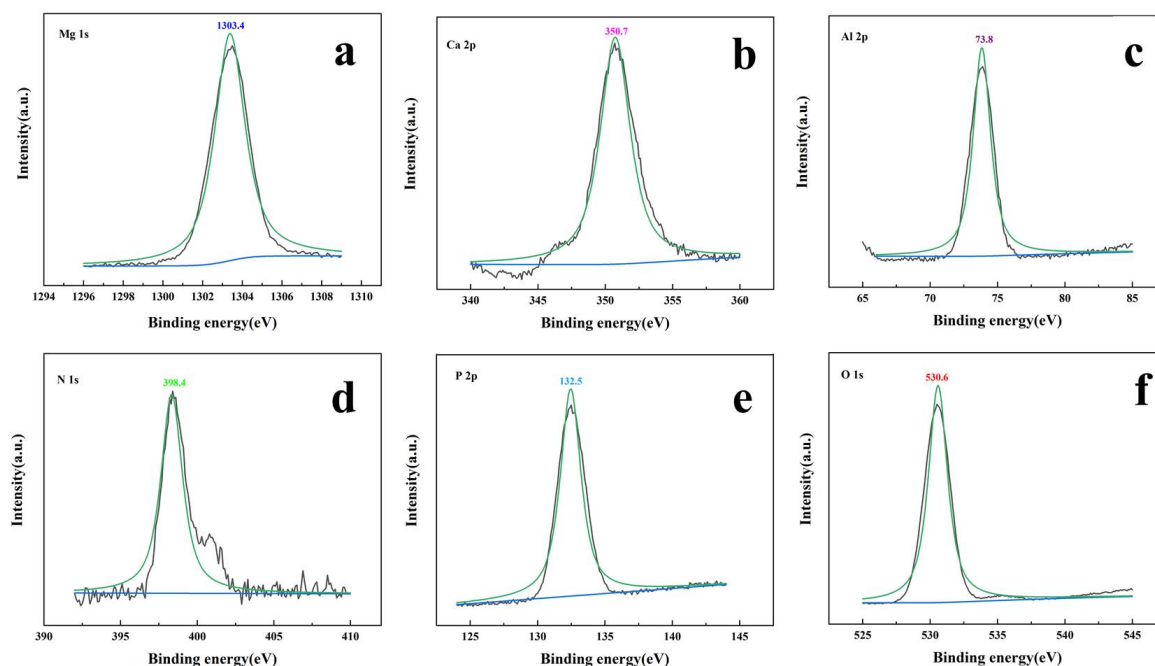 1303.4
Mg 1s
a
Intensity(a.u.)
1294 1296 1298 1300 1302 1304 1306 1308 1310
Binding energy(eV)
350.7
Ca 2p
b
Intensity(a.u.)
340 345 350 355 360
Binding energy(eV)
73.8
Al 2p
c
Intensity(a.u.)
65 70 75 80 85
Binding energy(eV)
398.4
N 1s
d
Intensity(a.u.)
390 395 400 405 410
Binding energy(eV)
132.5
P 2p
e
Intensity(a.u.)
125 130 135 140 145
Binding energy(eV)
530.6
O 1s
f
Intensity(a.u.)
525 530 535 540 545
Binding energy(eV)